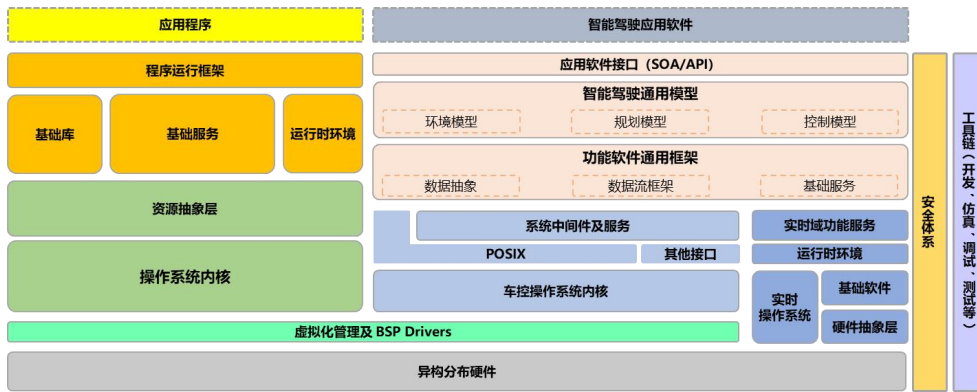 应用程序
智能驾驶应用软件
程序运行框架
应用软件接口（SOA/API）
智能驾驶通用模型
环境模型
规划模型
控制模型
基础库
基础服务
运行时环境
功能软件通用框架
数据抽象
数据流框架
基础服务
资源抽象层
系统中间件及服务
实时域功能服务
POSIX
其他接口
运行时环境
操作系统内核
车控操作系统内核
实时
操作系统
基础软件
硬件抽象层
虚拟化管理及 BSP Drivers
异构分布硬件
安全体系
工具链（开发、仿真、调试、测试等）